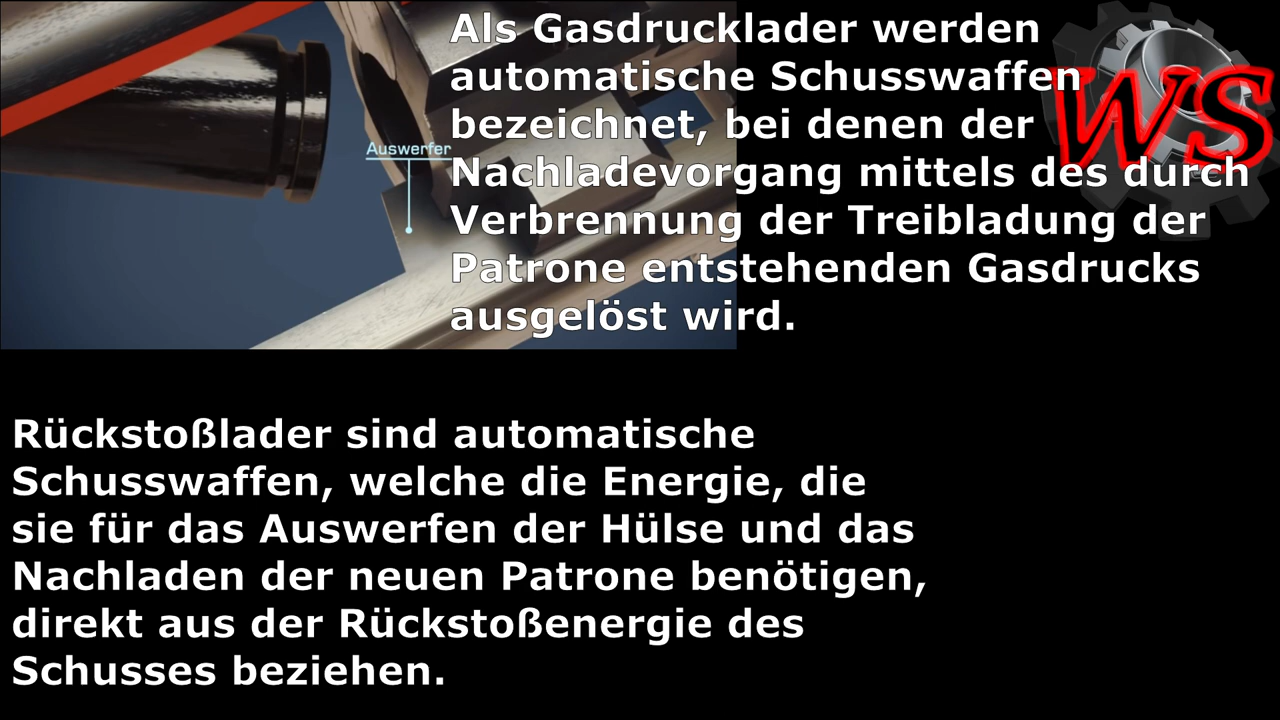 Als Gasdrucklader werden
automatische Schusswaffen
bezeichnet, bei denen der
Nachladevorgang mittels des durch
Verbrennung der Treibladung der
Patrone entstehenden Gasdrucks
ausgelöst wird.
WS
Auswerfer
Rückstoßlader sind automatische
Schusswaffen, welche die Energie, die
sie für das Auswerfen der Hülse und das
Nachladen der neuen Patrone benötigen,
direkt aus der Rückstoßenergie des
Schusses beziehen.